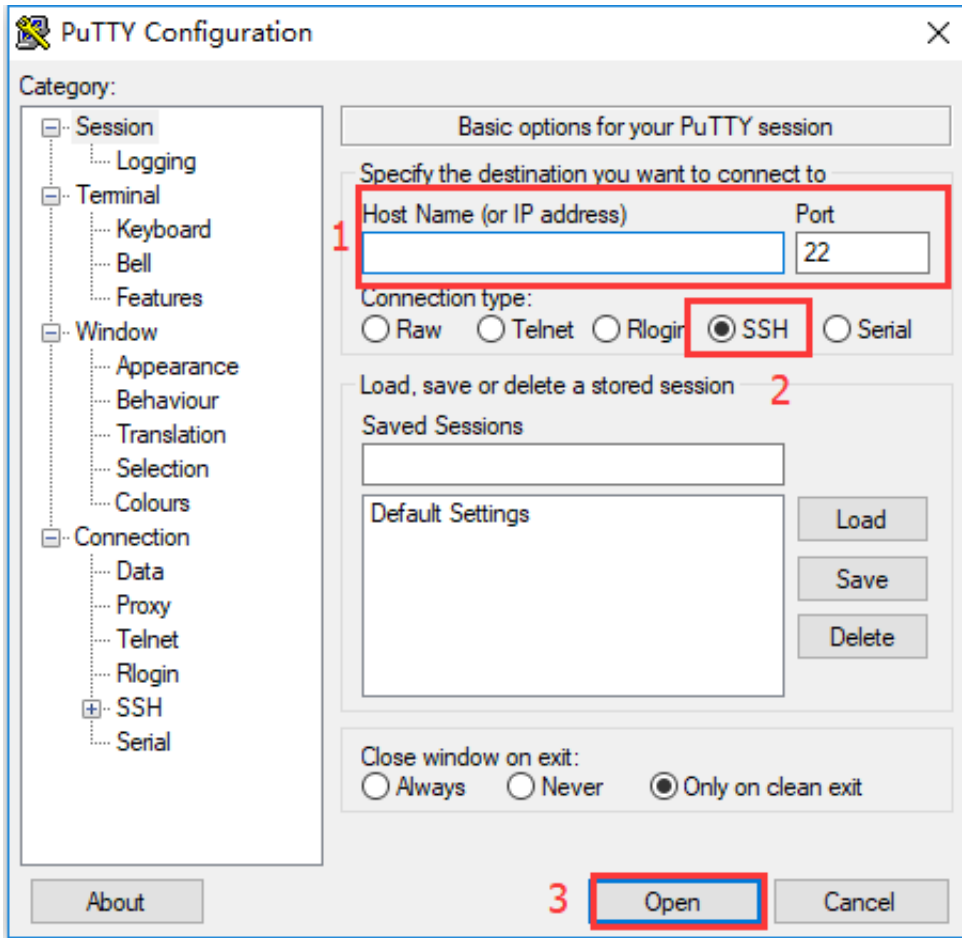 PuTTY Configuration
Category:
Session
Logging
Terminal
Keyboard
Bell
Features
Window
Appearance
Behaviour
Translation
Selection
Colours
Connection
Data
Proxy
Telnet
Rlogin
SSH
Serial
Basic options for your PuTTY session
Specify the destination you want to connect to
Host Name (or IP address) Port
1
22
Connection type:
Raw Telnet Rlogin SSH Serial
2
Load, save or delete a stored session
Saved Sessions
Default Settings
Load
Save
Delete
Close window on exit:
Always Never Only on clean exit
About 3 Open Cancel